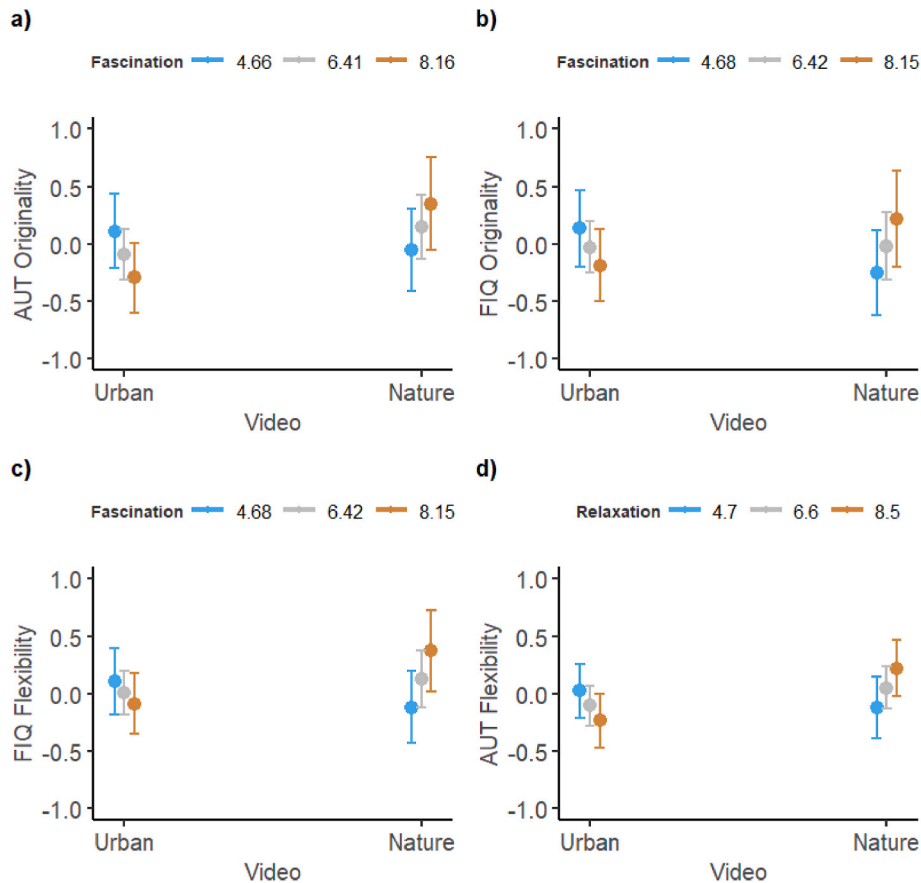 a)
Fascination 4.66 6.41 8.16
1.0
0.5
0.0
-0.5
-1.0
AUT Originality
Urban Nature
Video
b)
Fascination 4.68 6.42 8.15
1.0
0.5
0.0
-0.5
-1.0
FIQ Originality
Urban Nature
Video
c)
Fascination 4.68 6.42 8.15
1.0
0.5
0.0
-0.5
-1.0
FIQ Flexibility
Urban Nature
Video
d)
Relaxation 4.7 6.6 8.5
1.0
0.5
0.0
-0.5
-1.0
AUT Flexibility
Urban Nature
Video